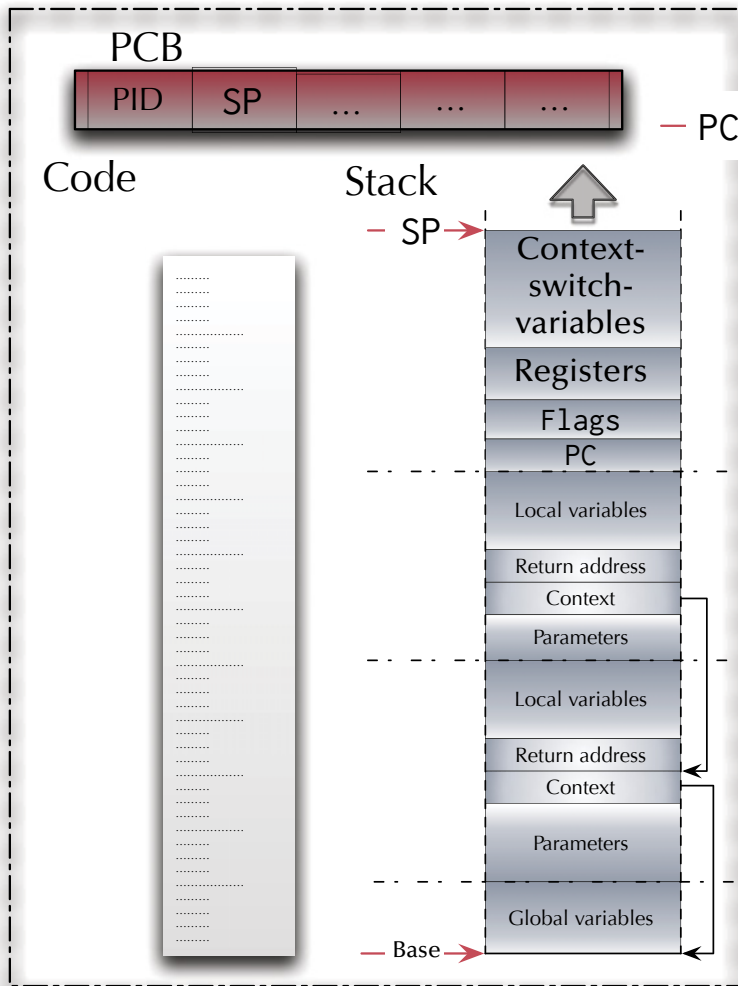 PCB
PID SP ... ... ...
PC
Code
Stack
SP
Context-
switch-
variables
Registers
Flags
PC
Local variables
Return address
Context
Parameters
Local variables
Return address
Context
Parameters
Global variables
Base